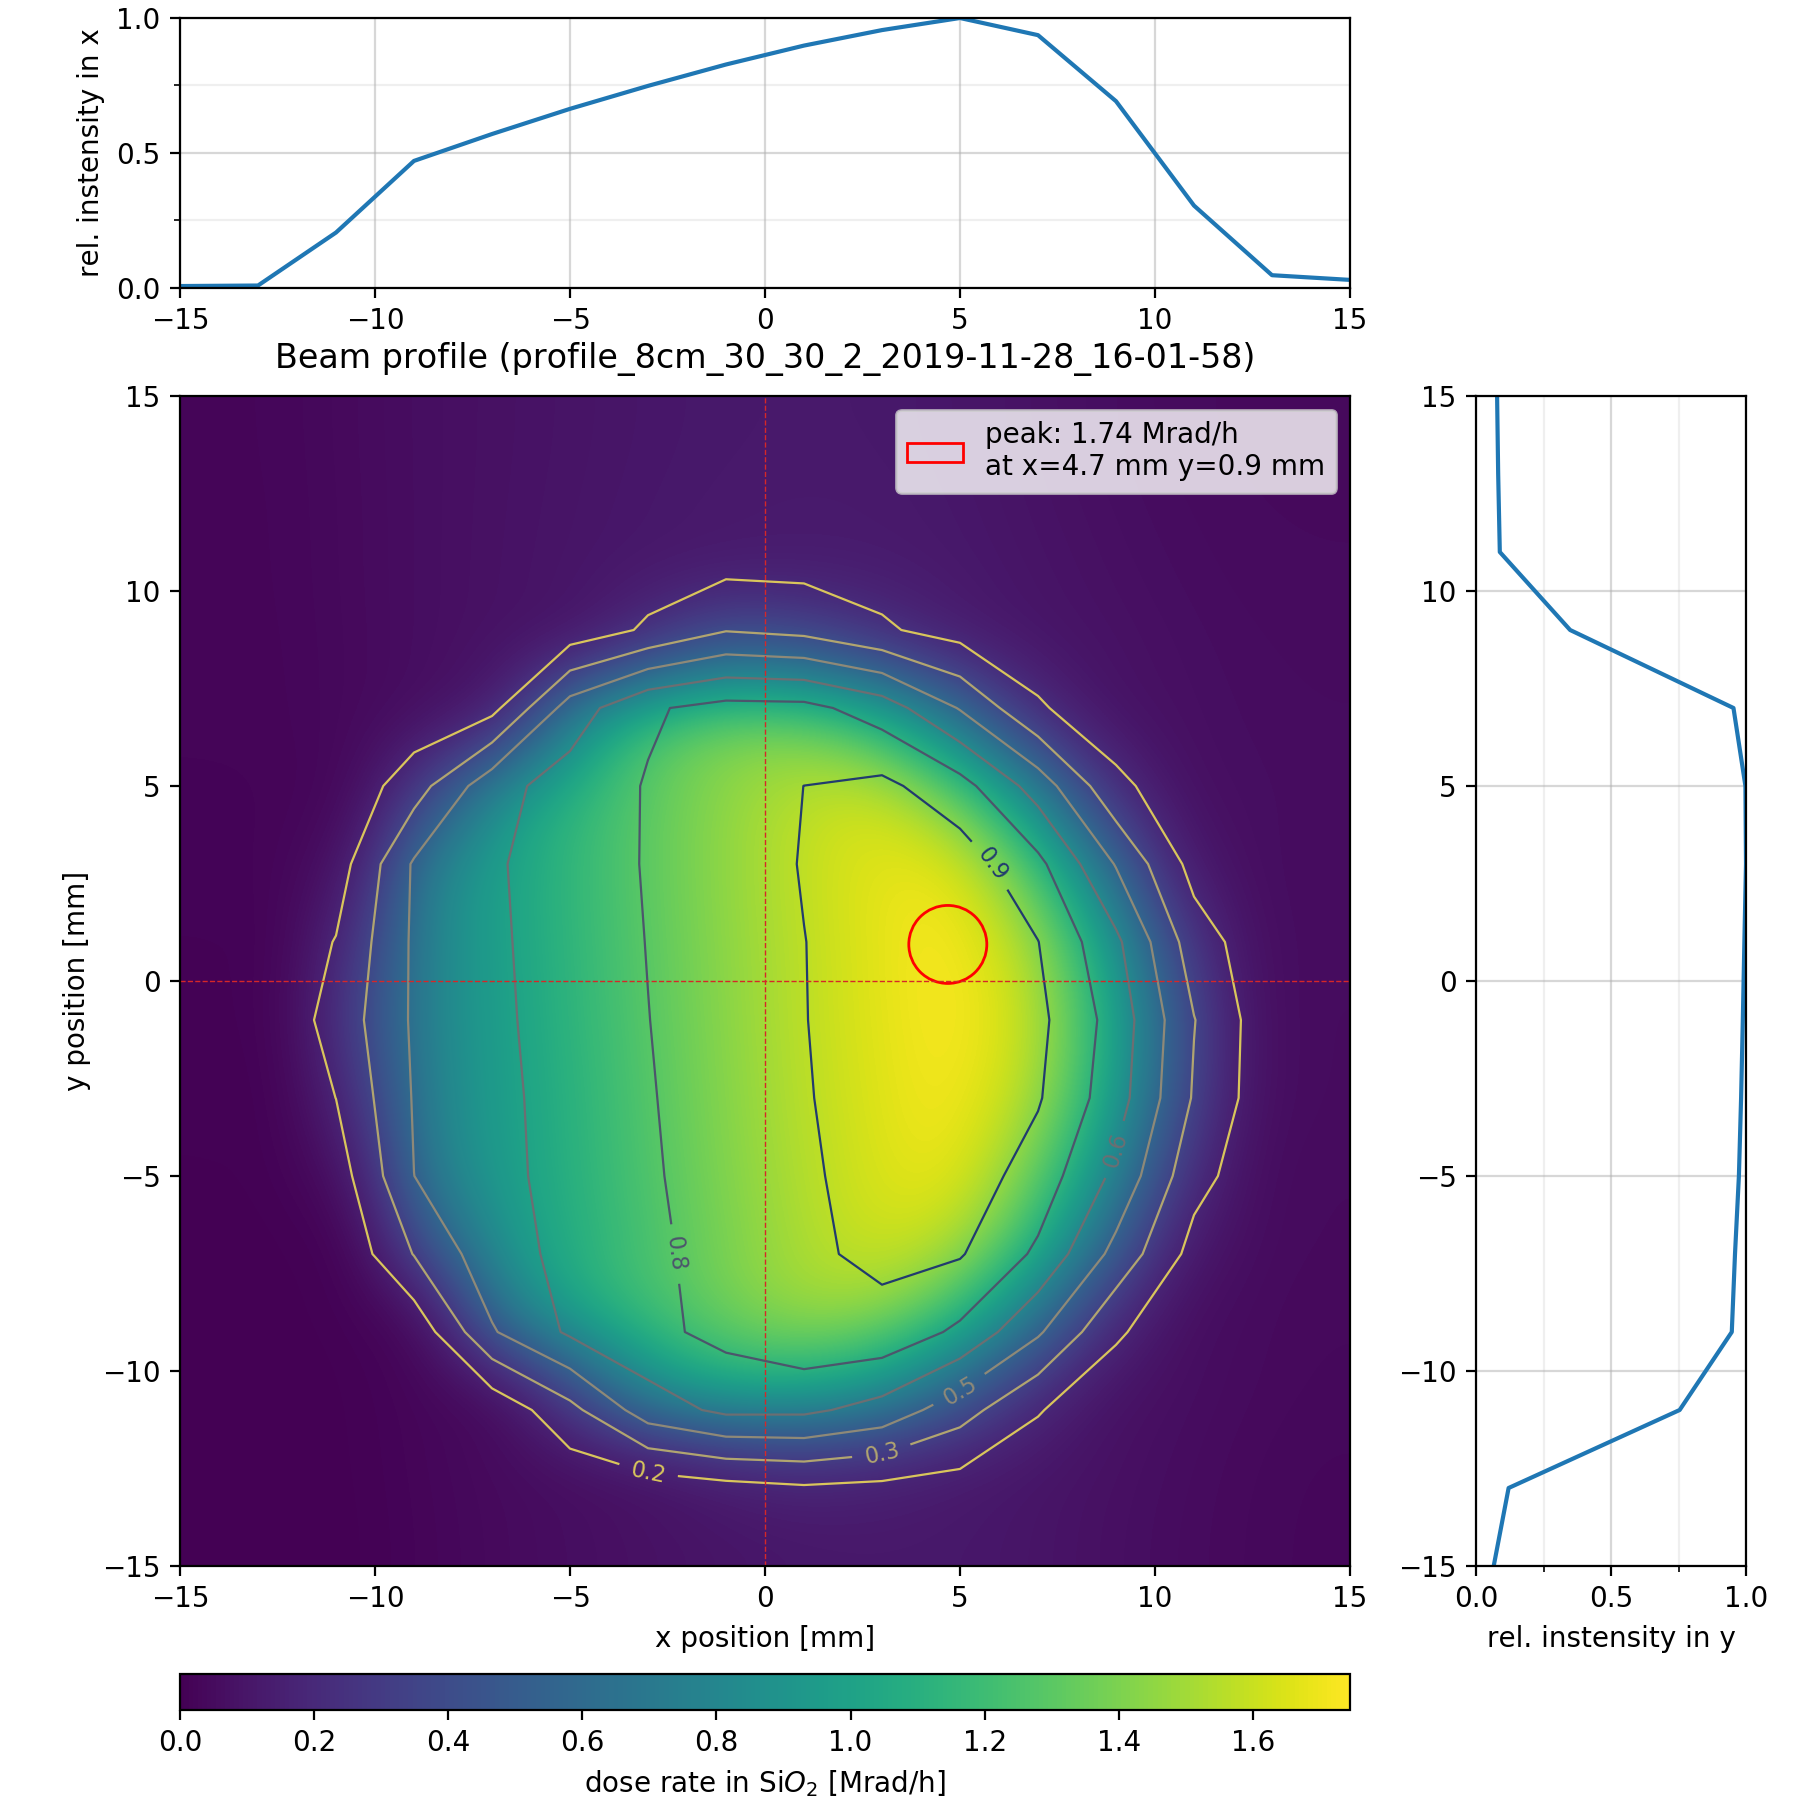 rel. instensity in x
1.0
0.5
0.0
−15 −10 −5 0 5 10 15
Beam profile (profile_8cm_30_30_2_2019-11-28_16-01-58)
peak: 1.74 Mrad/h
at x=4.7 mm y=0.9 mm
y position [mm]
15
10
5
0
−5
−10
−15
0.9
0.6
0.8
0.5
0.3
0.2
−15 −10 −5 0 5 10 15
x position [mm]
15
10
5
0
−5
−10
−15
0.0 0.5 1.0
rel. instensity in y
0.0 0.2 0.4 0.6 0.8 1.0 1.2 1.4 1.6
dose rate in SiO₂ [Mrad/h]